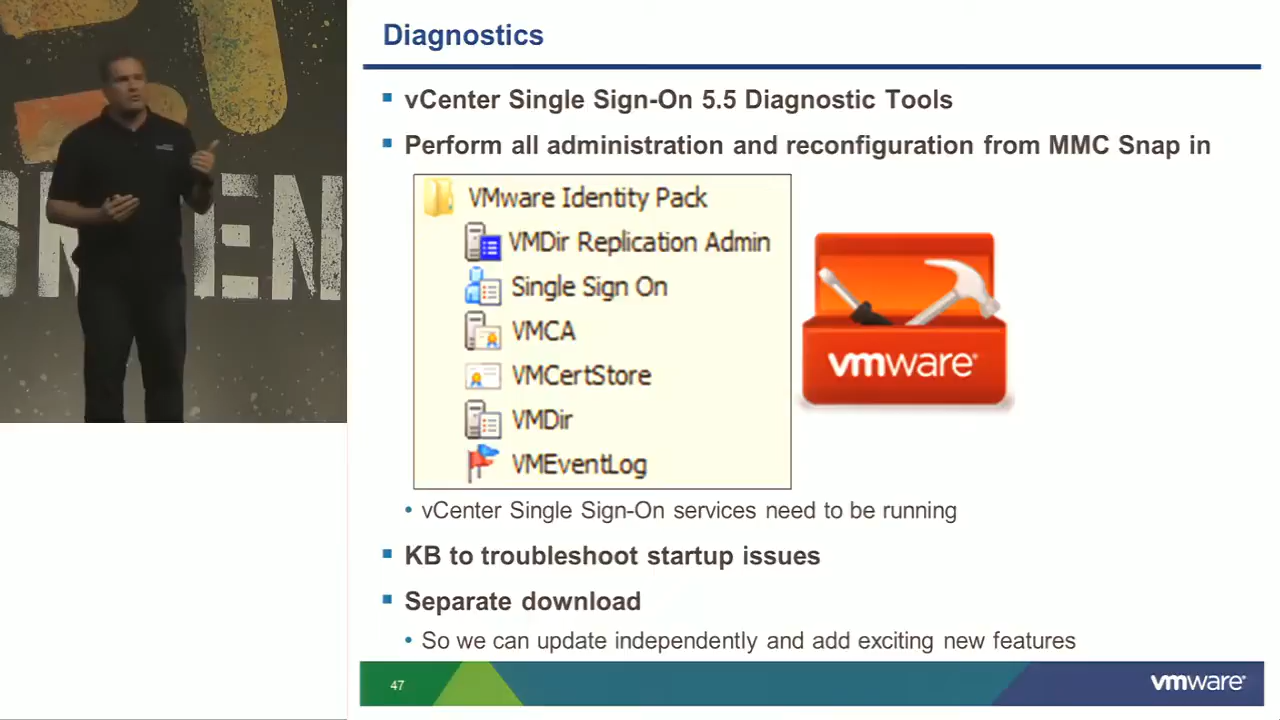 Diagnostics
vCenter Single Sign-On 5.5 Diagnostic Tools
Perform all administration and reconfiguration from MMC Snap in
VMware Identity Pack
VMDir Replication Admin
Single Sign On
VMCA
VMCertStore
VMDir
VMEventLog
vmware®
vCenter Single Sign-On services need to be running
KB to troubleshoot startup issues
Separate download
So we can update independently and add exciting new features
47
vmware®